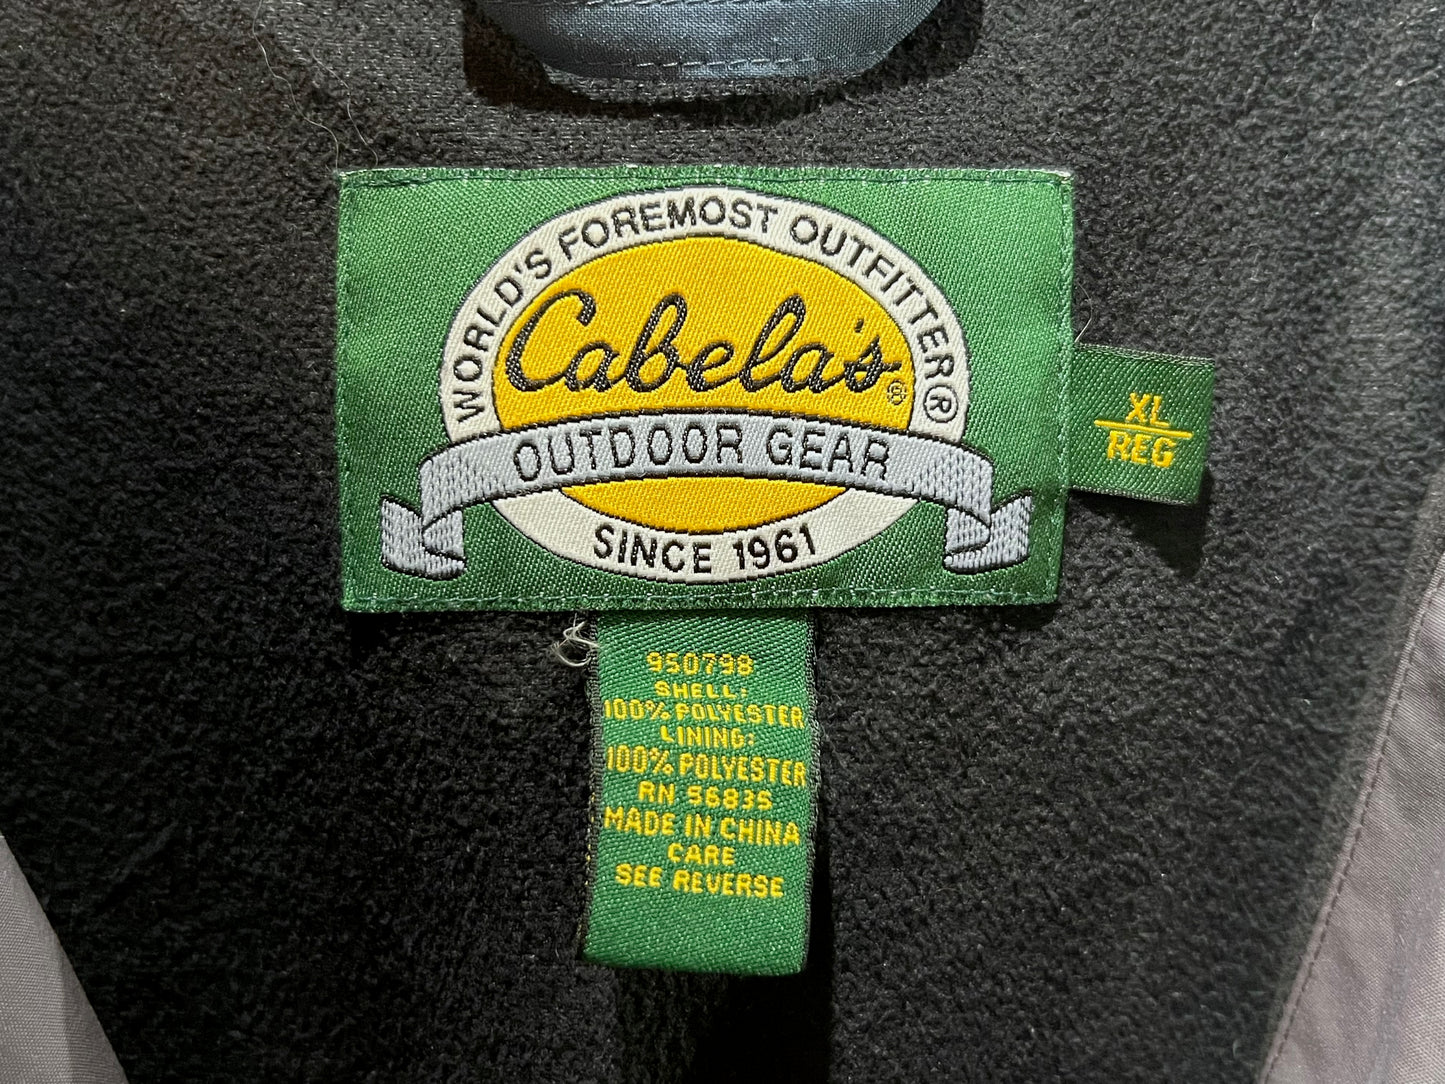 WORLD'S FOREMOST OUTFITTER®
Cabela's®
OUTDOOR GEAR
SINCE 1961
XL
REG
950798
SHELL:
100% POLYESTER
LINING:
100% POLYESTER
RN 56835
MADE IN CHINA
CARE
SEE REVERSE